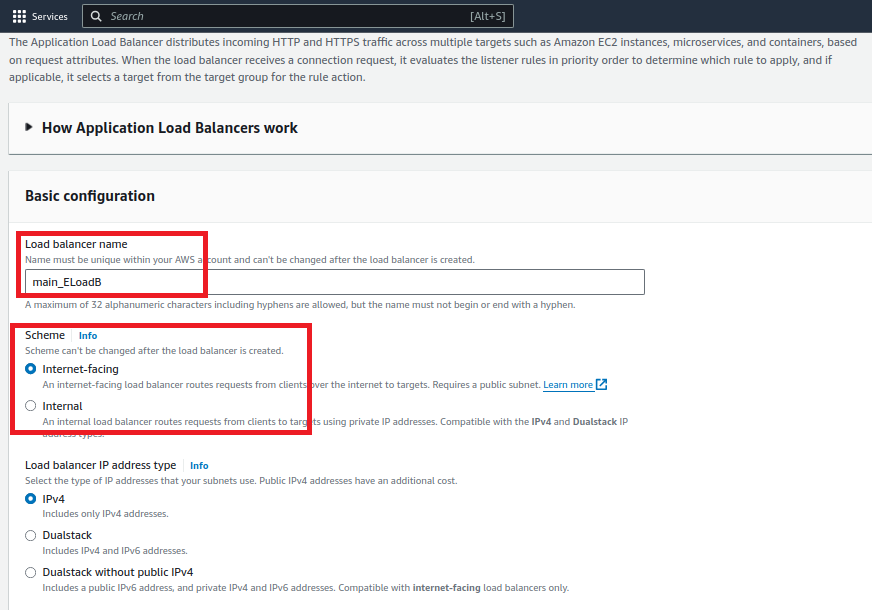 Services Search [Alt+S]
The Application Load Balancer distributes incoming HTTP and HTTPS traffic across multiple targets such as Amazon EC2 instances, microservices, and containers, based
on request attributes. When the load balancer receives a connection request, it evaluates the listener rules in priority order to determine which rule to apply, and if
applicable, it selects a target from the target group for the rule action.
How Application Load Balancers work
Basic configuration
Load balancer name
Name must be unique within your AWS account and can't be changed after the load balancer is created.
main_ELoadB
A maximum of 32 alphanumeric characters including hyphens are allowed, but the name must not begin or end with a hyphen.
Scheme Info
Scheme can't be changed after the load balancer is created.
Internet-facing
An internet-facing load balancer routes requests from clients over the internet to targets. Requires a public subnet. Learn more
Internal
An internal load balancer routes requests from clients to targets using private IP addresses. Compatible with the IPv4 and Dualstack IP
address types.
Load balancer IP address type Info
Select the type of IP addresses that your subnets use. Public IPv4 addresses have an additional cost.
IPv4
Includes only IPv4 addresses.
Dualstack
Includes IPv4 and IPv6 addresses.
Dualstack without public IPv4
Includes a public IPv6 address, and private IPv4 and IPv6 addresses. Compatible with internet-facing load balancers only.